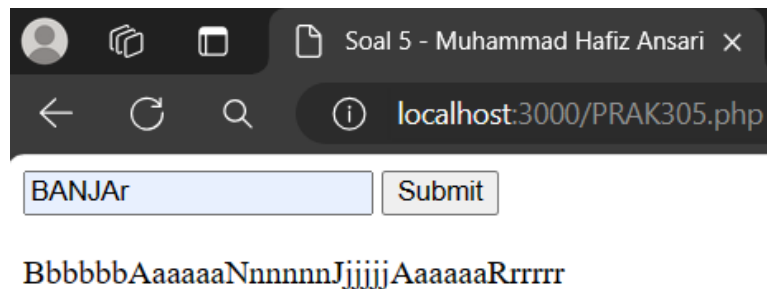 Soal 5 - Muhammad Hafiz Ansari
localhost:3000/PRAK305.php
BANJAr Submit
BbbbbbAaaaaaNnnnnnJjjjjjAaaaaaRrrrrr